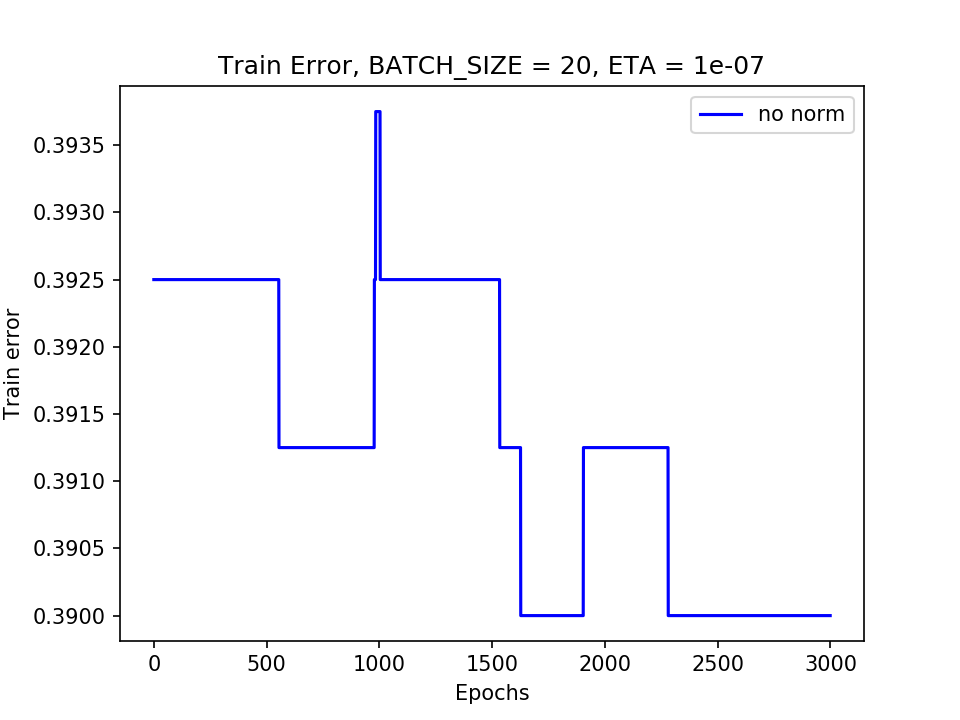 Train Error, BATCH_SIZE = 20, ETA = 1e-07
no norm
Train error
0.3935
0.3930
0.3925
0.3920
0.3915
0.3910
0.3905
0.3900
0 500 1000 1500 2000 2500 3000
Epochs